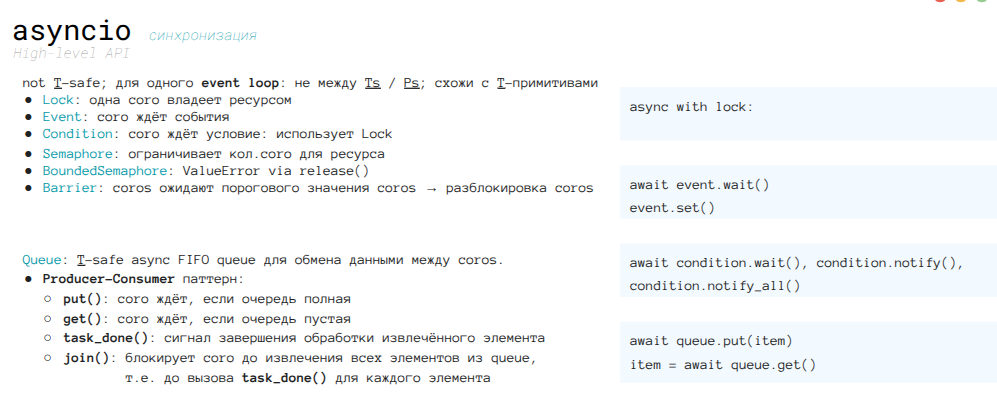 asyncio синхронизация
High-level API
not T-safe; для одного event loop: не между Ts / Ps; схожи с T-примитивами
● Lock: одна coro владеет ресурсом
● Event: coro ждёт события
● Condition: coro ждёт условие: использует Lock
● Semaphore: ограничивает кол.coro для ресурса
● BoundedSemaphore: ValueError via release()
● Barrier: coros ожидают порогового значения coros → разблокировка coros
Queue: T-safe async FIFO queue для обмена данными между coros.
● Producer-Consumer паттерн:
○ put(): coro ждёт, если очередь полная
○ get(): coro ждёт, если очередь пустая
○ task_done(): сигнал завершения обработки извлечённого элемента
○ join(): блокирует coro до извлечения всех элементов из queue,
т.е. до вызова task_done() для каждого элемента
async with lock:
await event.wait()
event.set()
await condition.wait(), condition.notify(),
condition.notify_all()
await queue.put(item)
item = await queue.get()